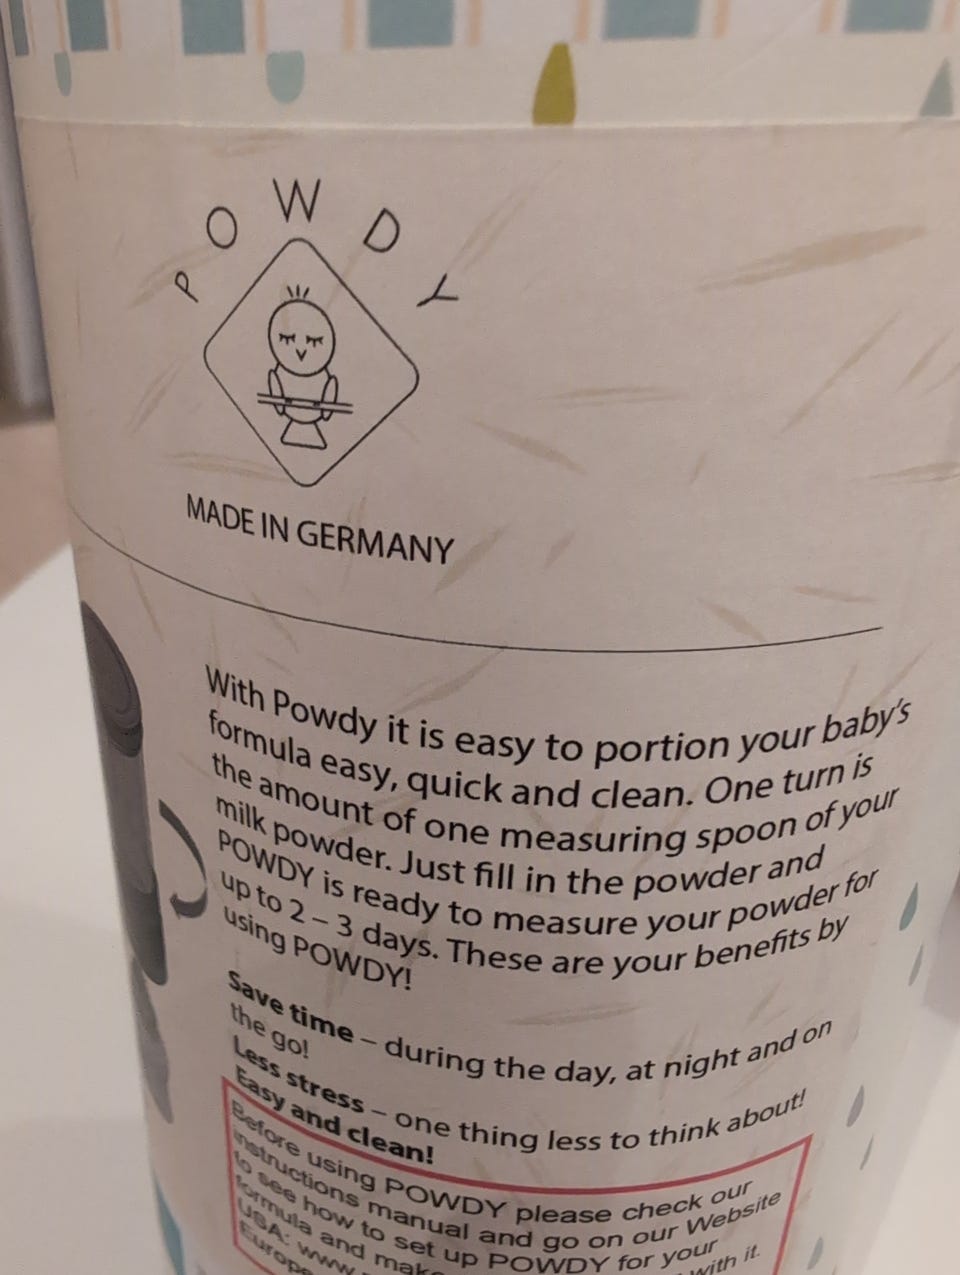 POWDY
MADE IN GERMANY
With Powdy it is easy to portion your baby's
formula easy, quick and clean. One turn is
the amount of one measuring spoon of your
milk powder. Just fill in the powder and
POWDY is ready to measure your powder for
up to 2 – 3 days. These are your benefits by
using POWDY!
Save time – during the day, at night and on
the go!
Less stress – one thing less to think about!
Easy and clean!
Before using POWDY please check our
instructions manual and go on our Website
to see how to set up POWDY for your
formula and make with it.
USA: www.
Europe